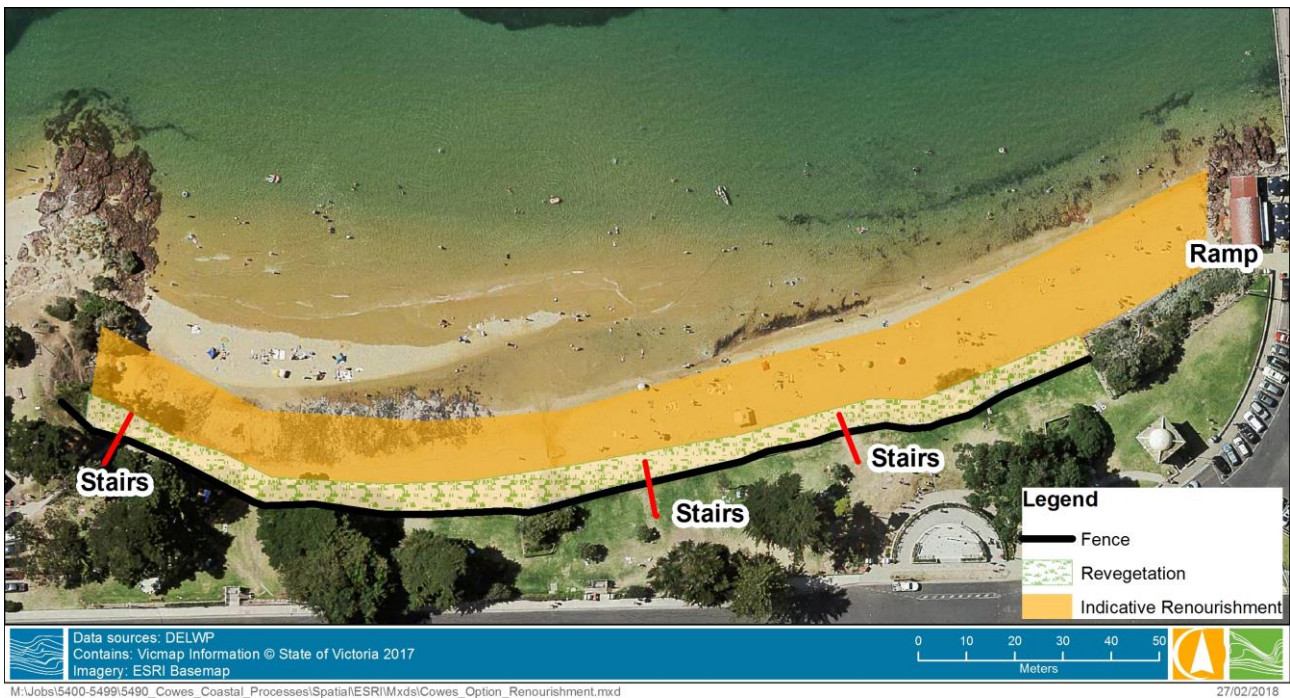 Ramp
Stairs
Stairs
Stairs
Legend
Fence
Revegetation
Indicative Renourishment
Data sources: DELWP
Contains: Vicmap Information © State of Victoria 2017
Imagery: ESRI Basemap
0 10 20 30 40 50
Meters
M:\Jobs\5400-5499\5490_Cowes_Coastal_Processes\Spatial\ESRI\Mxds\Cowes_Option_Renourishment.mxd
27/02/2018